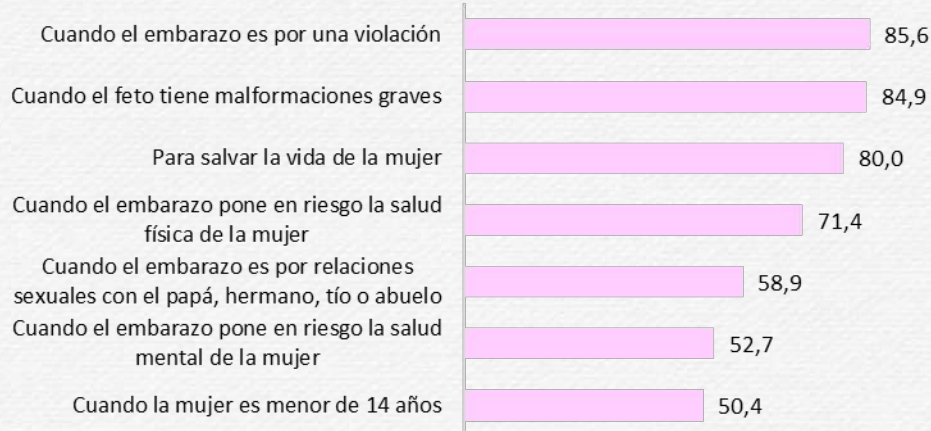 Cuando el embarazo es por una violación
85,6
Cuando el feto tiene malformaciones graves
84,9
Para salvar la vida de la mujer
80,0
Cuando el embarazo pone en riesgo la salud
física de la mujer
71,4
Cuando el embarazo es por relaciones
sexuales con el papá, hermano, tío o abuelo
58,9
Cuando el embarazo pone en riesgo la salud
mental de la mujer
52,7
Cuando la mujer es menor de 14 años
50,4